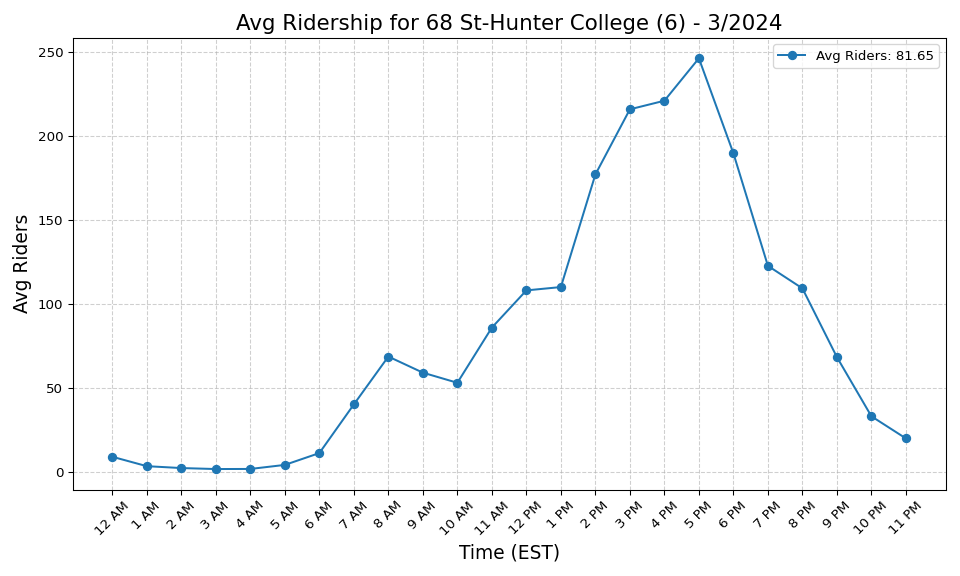 Avg Ridership for 68 St-Hunter College (6) - 3/2024
Avg Riders: 81.65
250
200
150
100
50
0
Avg Riders
12 AM
1 AM
2 AM
3 AM
4 AM
5 AM
6 AM
7 AM
8 AM
9 AM
10 AM
11 AM
12 PM
1 PM
2 PM
3 PM
4 PM
5 PM
6 PM
7 PM
8 PM
9 PM
10 PM
11 PM
Time (EST)